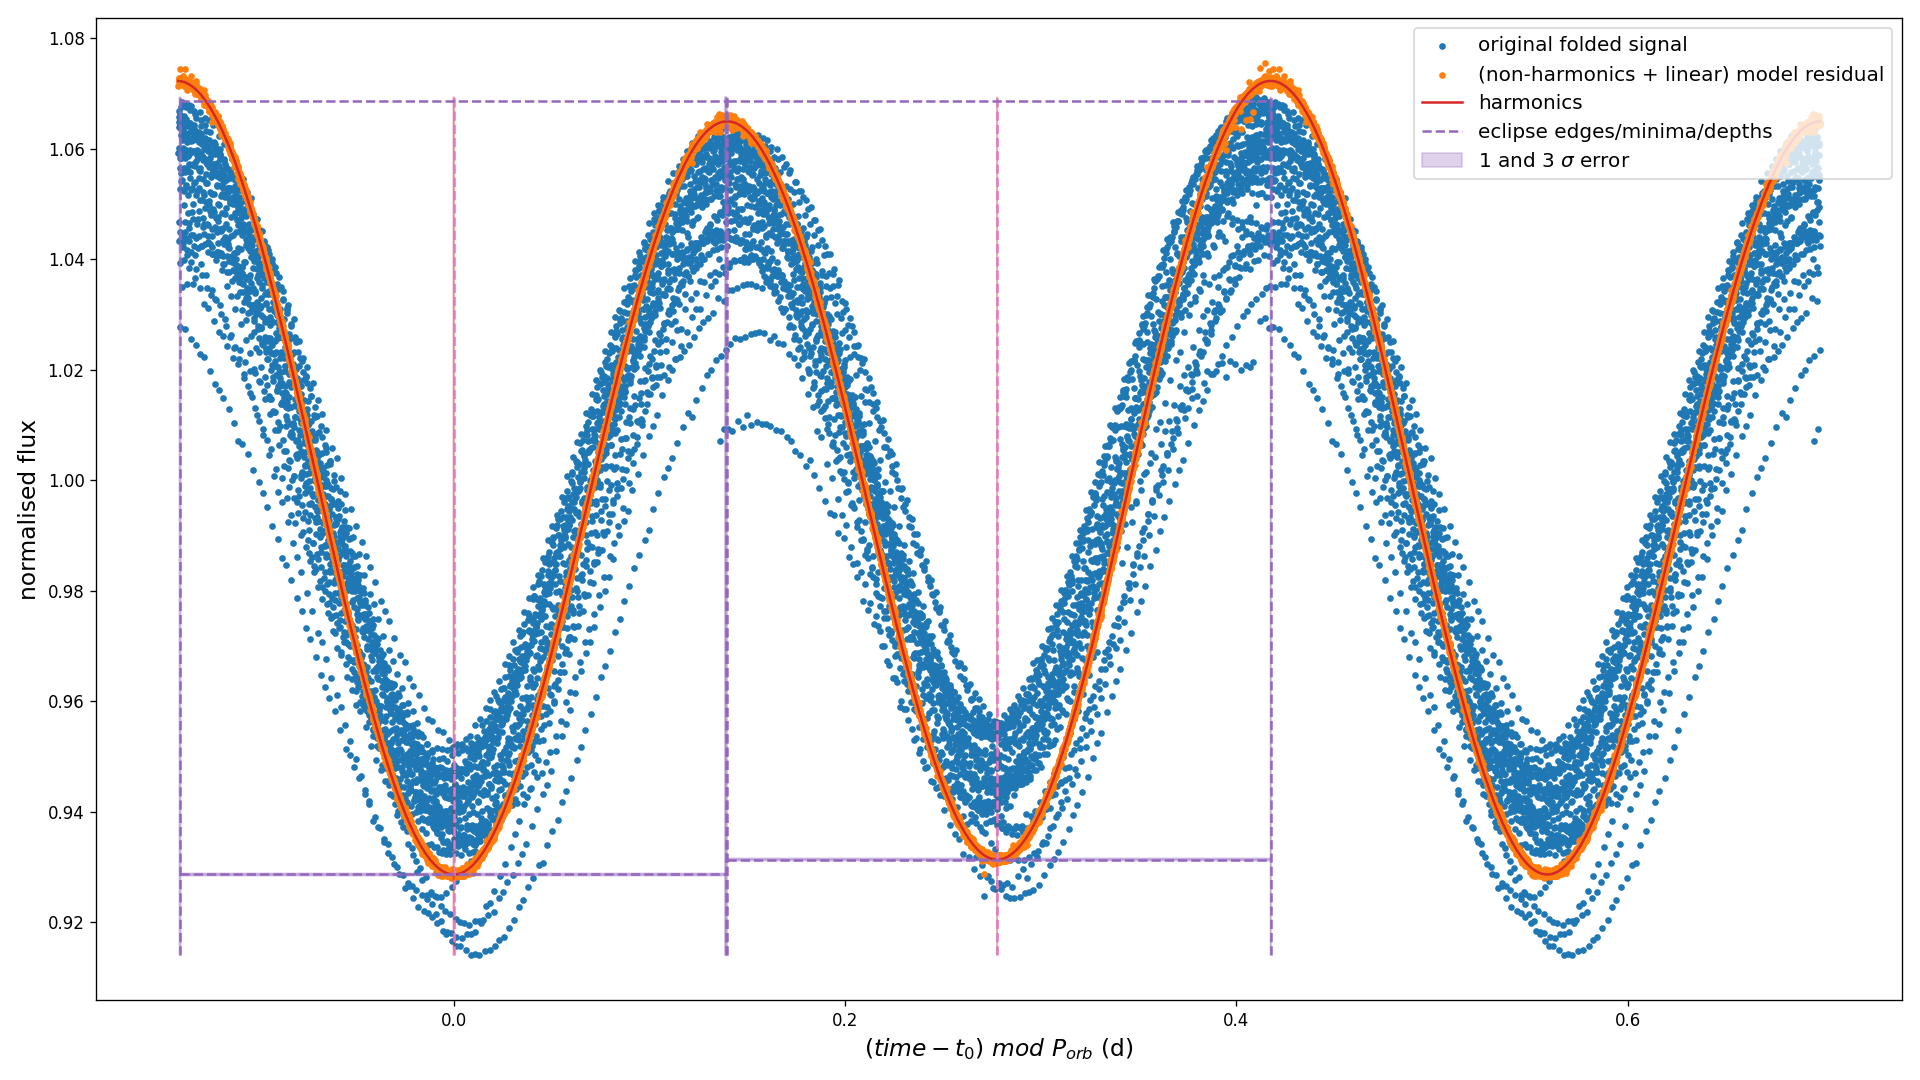 original folded signal
(non-harmonics + linear) model residual
harmonics
eclipse edges/minima/depths
1 and 3 σ error
1.08
1.06
1.04
1.02
1.00
0.98
0.96
0.94
0.92
normalised flux
0.0
0.2
0.4
0.6
(time − t₀) mod Pₒᵣb (d)